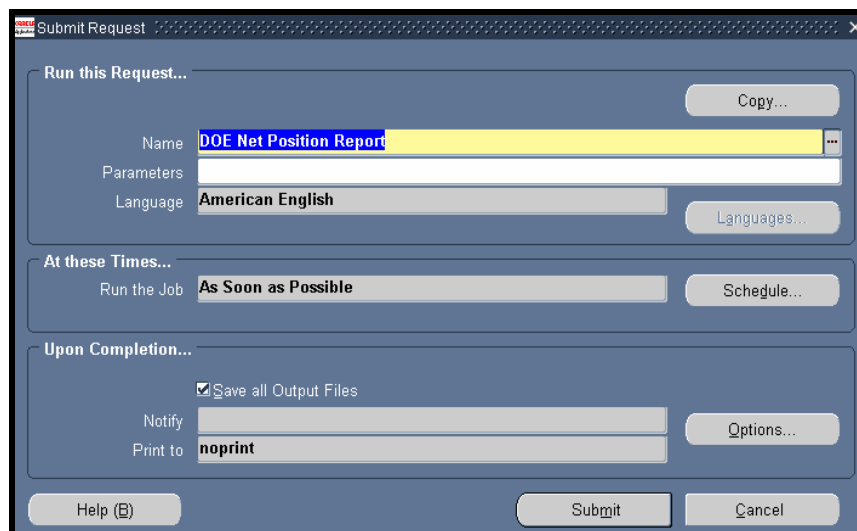 ORACLE
Applications
Submit Request
Run this Request...
Copy...
Name DOE Net Position Report ...
Parameters
Language American English
Languages...
At these Times...
Run the Job As Soon as Possible
Schedule...
Upon Completion...
Save all Output Files
Notify
Options...
Print to noprint
Help (B) Submit Cancel